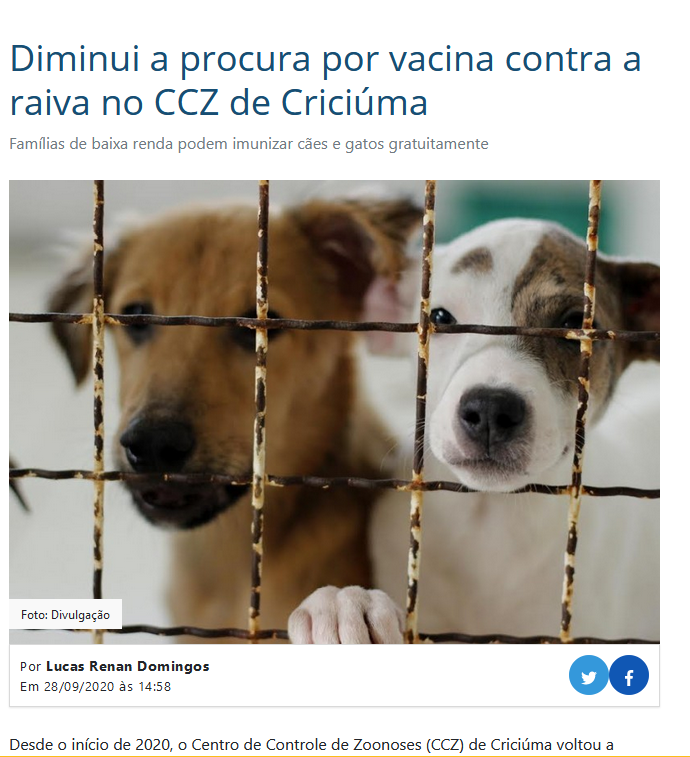 Diminui a procura por vacina contra a
raiva no CCZ de Criciúma
Famílias de baixa renda podem imunizar cães e gatos gratuitamente
Foto: Divulgação
Por Lucas Renan Domingos
Em 28/09/2020 às 14:58
Desde o início de 2020, o Centro de Controle de Zoonoses (CCZ) de Criciúma voltou a